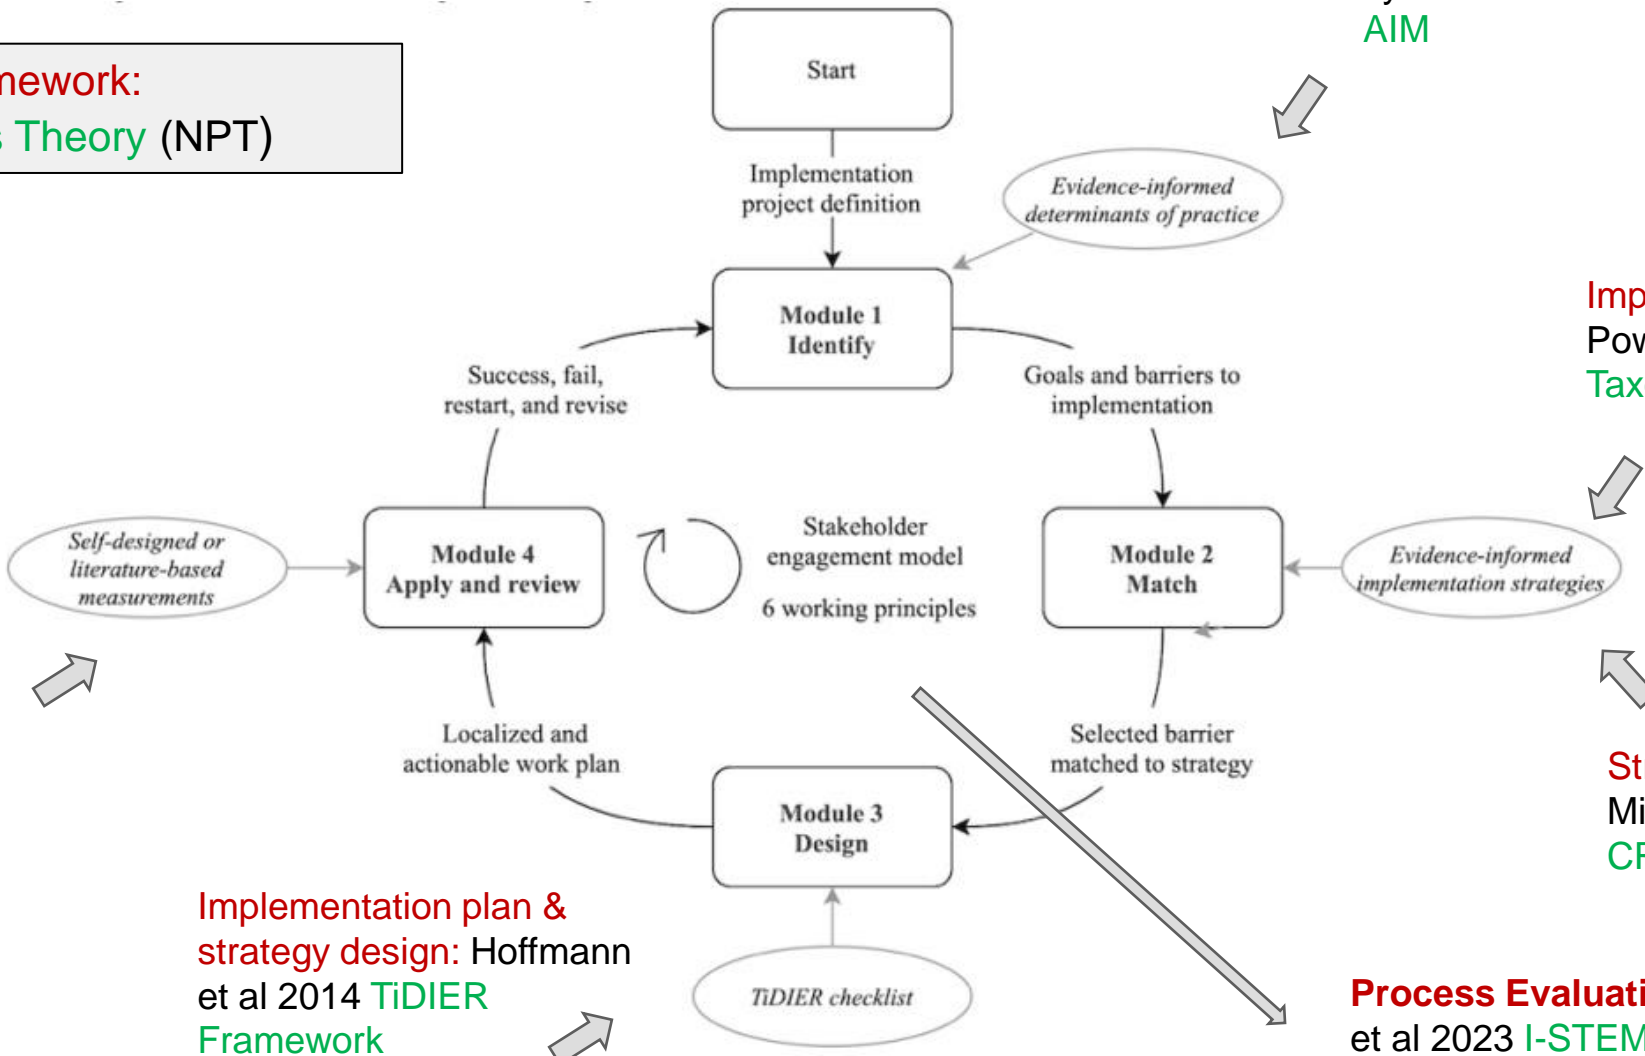 AIM
mework:
s Theory (NPT)
Start
Implementation
project definition
Evidence-informed
determinants of practice
Module 1
Identify
Imp
Pow
Tax
Success, fail,
restart, and revise
Goals and barriers to
implementation
Self-designed or
literature-based
measurements
Module 4
Apply and review
Stakeholder
engagement model
6 working principles
Module 2
Match
Evidence-informed
implementation strategies
Localized and
actionable work plan
Selected barrier
matched to strategy
St
Mi
Module 3
Design
Implementation plan &
strategy design: Hoffmann
et al 2014 TiDIER
Framework
TiDIER checklist
Process Evaluati
et al 2023 I-STEM